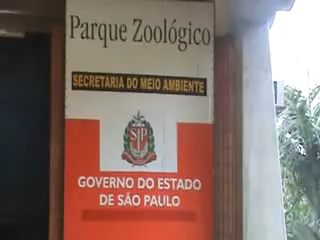 Parque Zoológico
SECRETARIA DO MEIO AMBIENTE
SP
GOVERNO DO ESTADO
DE SÃO PAULO